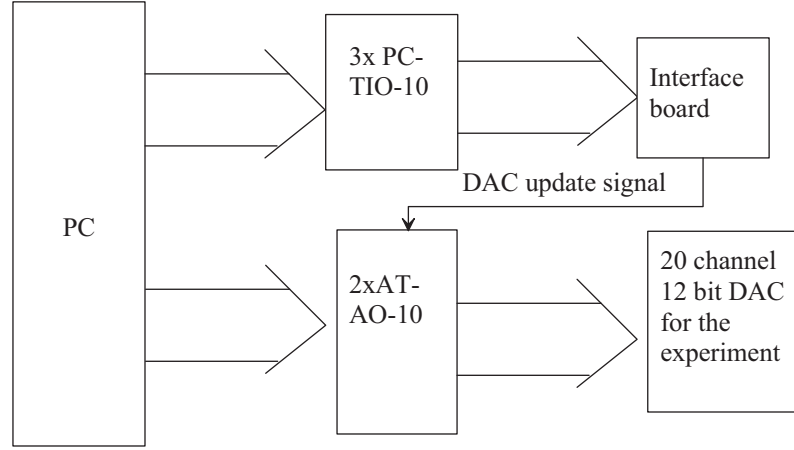 3x PC-
TIO-10
Interface
board
DAC update signal
PC
2xAT-
AO-10
20 channel
12 bit DAC
for the
experiment